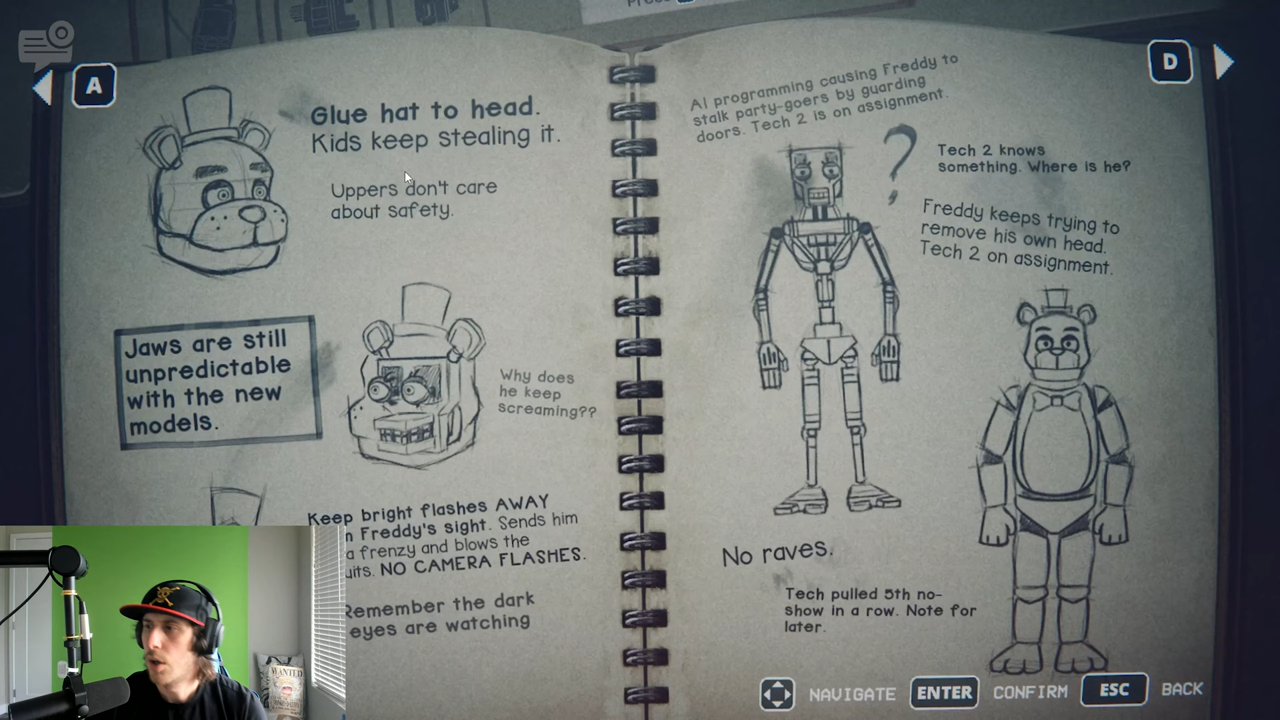 A
D
Glue hat to head.
Kids keep stealing it.
Uppers don't care
about safety.
Jaws are still
unpredictable
with the new
models.
Why does
he keep
screaming??
Keep bright flashes AWAY
Freddy's sight. Sends him
a frenzy and blows the
NO CAMERA FLASHES.
Remember the dark
eyes are watching
AI programming causing Freddy to
stalk party-goers by guarding
doors. Tech 2 is on assignment.
?
Tech 2 knows
something. Where is he?
Freddy keeps trying to
remove his own head.
Tech 2 on assignment.
No raves.
Tech pulled 5th no-
show in a row. Note for
later.
WANTED
NAVIGATE ENTER CONFIRM ESC BACK